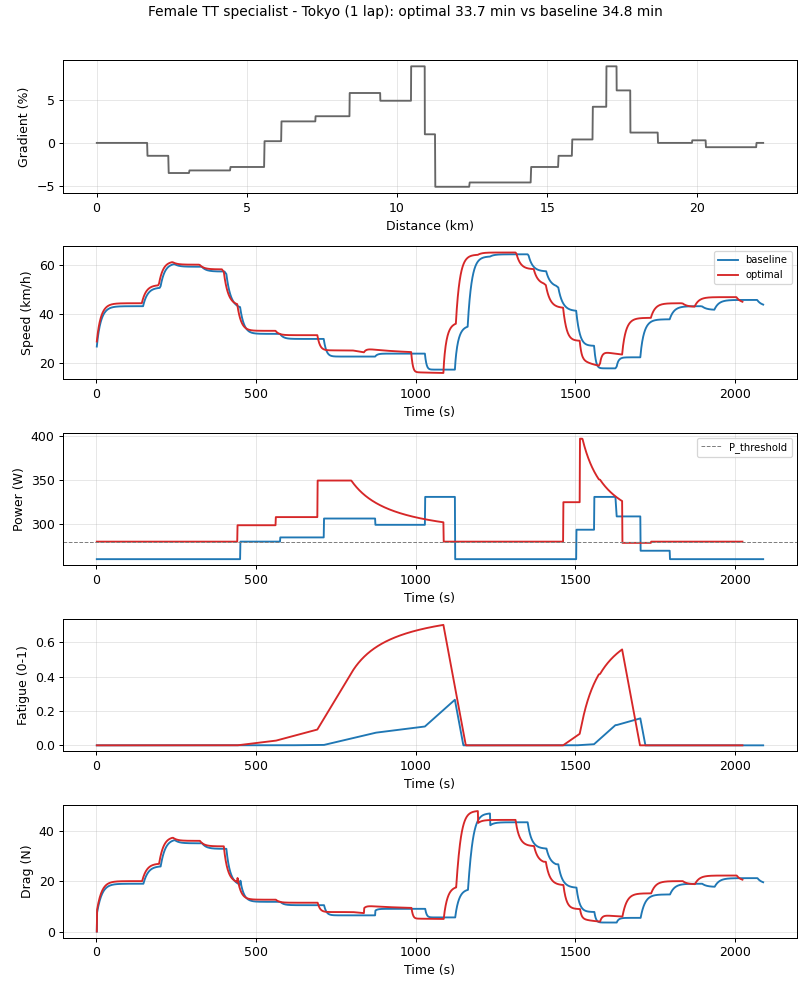 Female TT specialist - Tokyo (1 lap): optimal 33.7 min vs baseline 34.8 min
Gradient (%)
5
0
−5
0 5 10 15 20
Distance (km)
Speed (km/h)
60
40
20
baseline
optimal
0 500 1000 1500 2000
Time (s)
Power (W)
400
350
300
P_threshold
0 500 1000 1500 2000
Time (s)
Fatigue (0-1)
0.6
0.4
0.2
0.0
0 500 1000 1500 2000
Time (s)
Drag (N)
40
20
0
0 500 1000 1500 2000
Time (s)